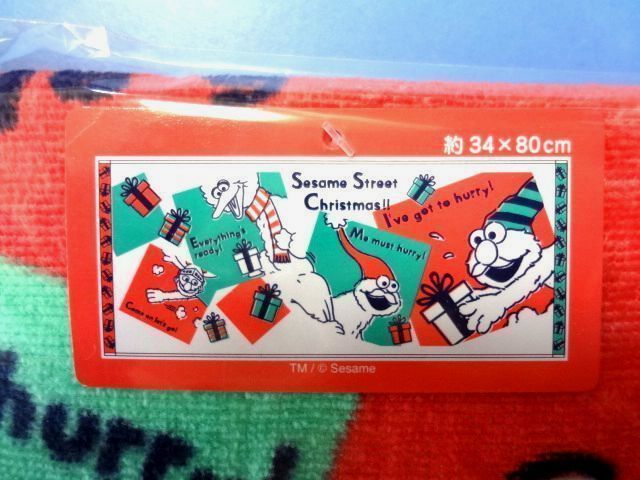 約 34×80cm
Sesame Street
Christmas!!
I've got to hurry!
Everything's
ready!
Me must hurry!
Come on let's go!
TM / © Sesame
hurry!